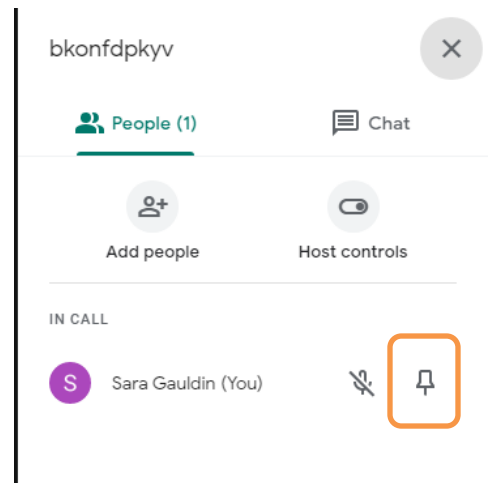 bkonfdpkyv
People (1) Chat
Add people Host controls
IN CALL
S Sara Gauldin (You)